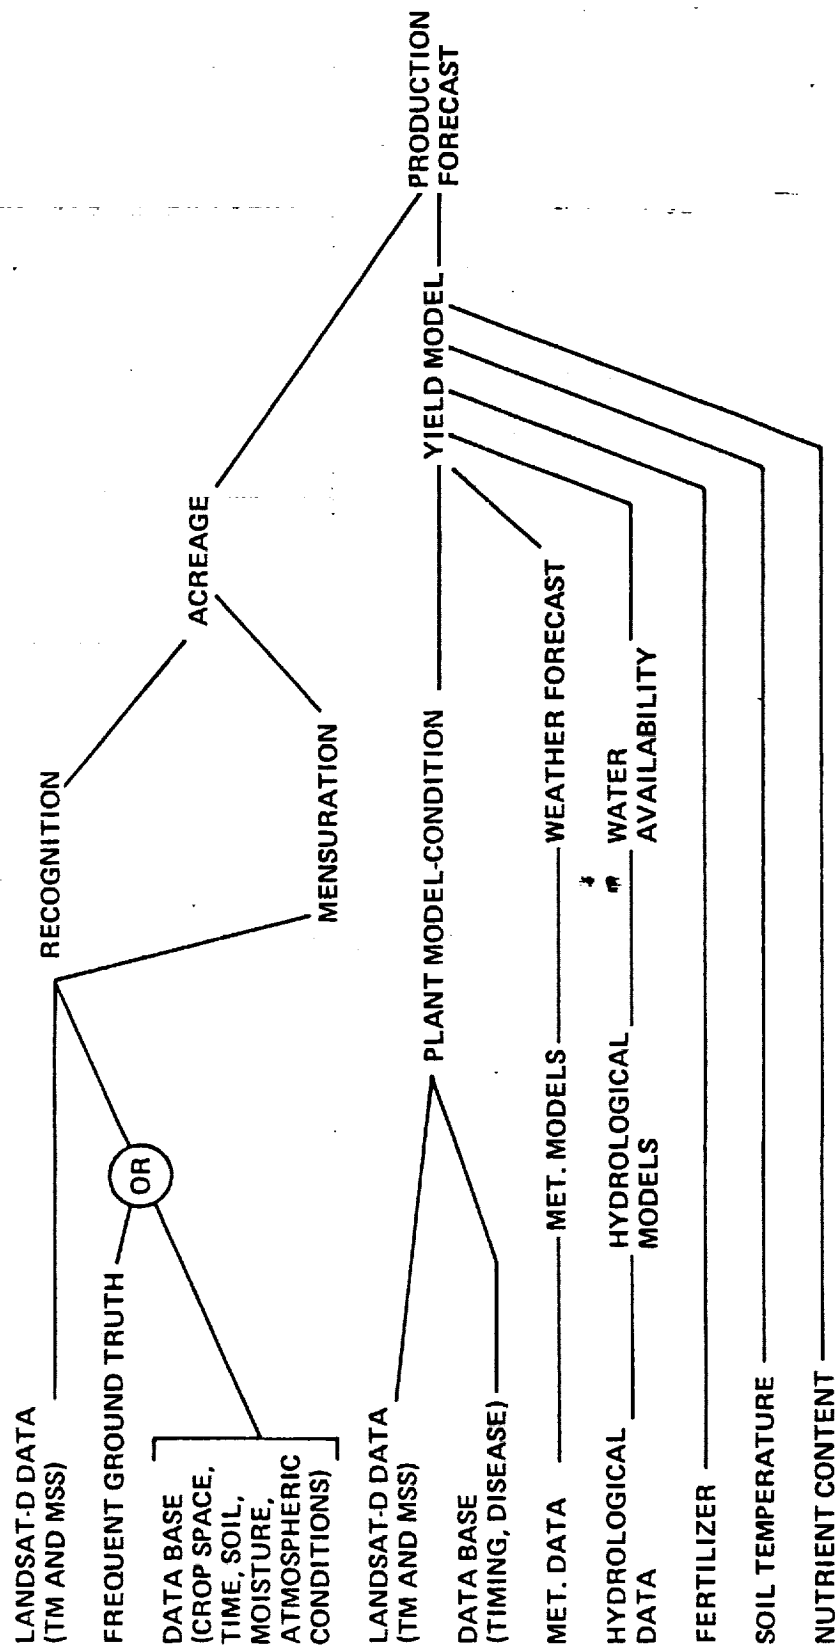 LANDSAT-D DATA
(TM AND MSS)
FREQUENT GROUND TRUTH
DATA BASE
(CROP SPACE,
TIME, SOIL,
MOISTURE,
ATMOSPHERIC
CONDITIONS)
OR
RECOGNITION
MENSURATION
ACREAGE
LANDSAT-D DATA
(TM AND MSS)
DATA BASE
(TIMING, DISEASE)
PLANT MODEL-CONDITION
YIELD MODEL
PRODUCTION
FORECAST
MET. DATA
MET. MODELS
WEATHER FORECAST
HYDROLOGICAL
DATA
HYDROLOGICAL
MODELS
WATER
AVAILABILITY
FERTILIZER
SOIL TEMPERATURE
NUTRIENT CONTENT